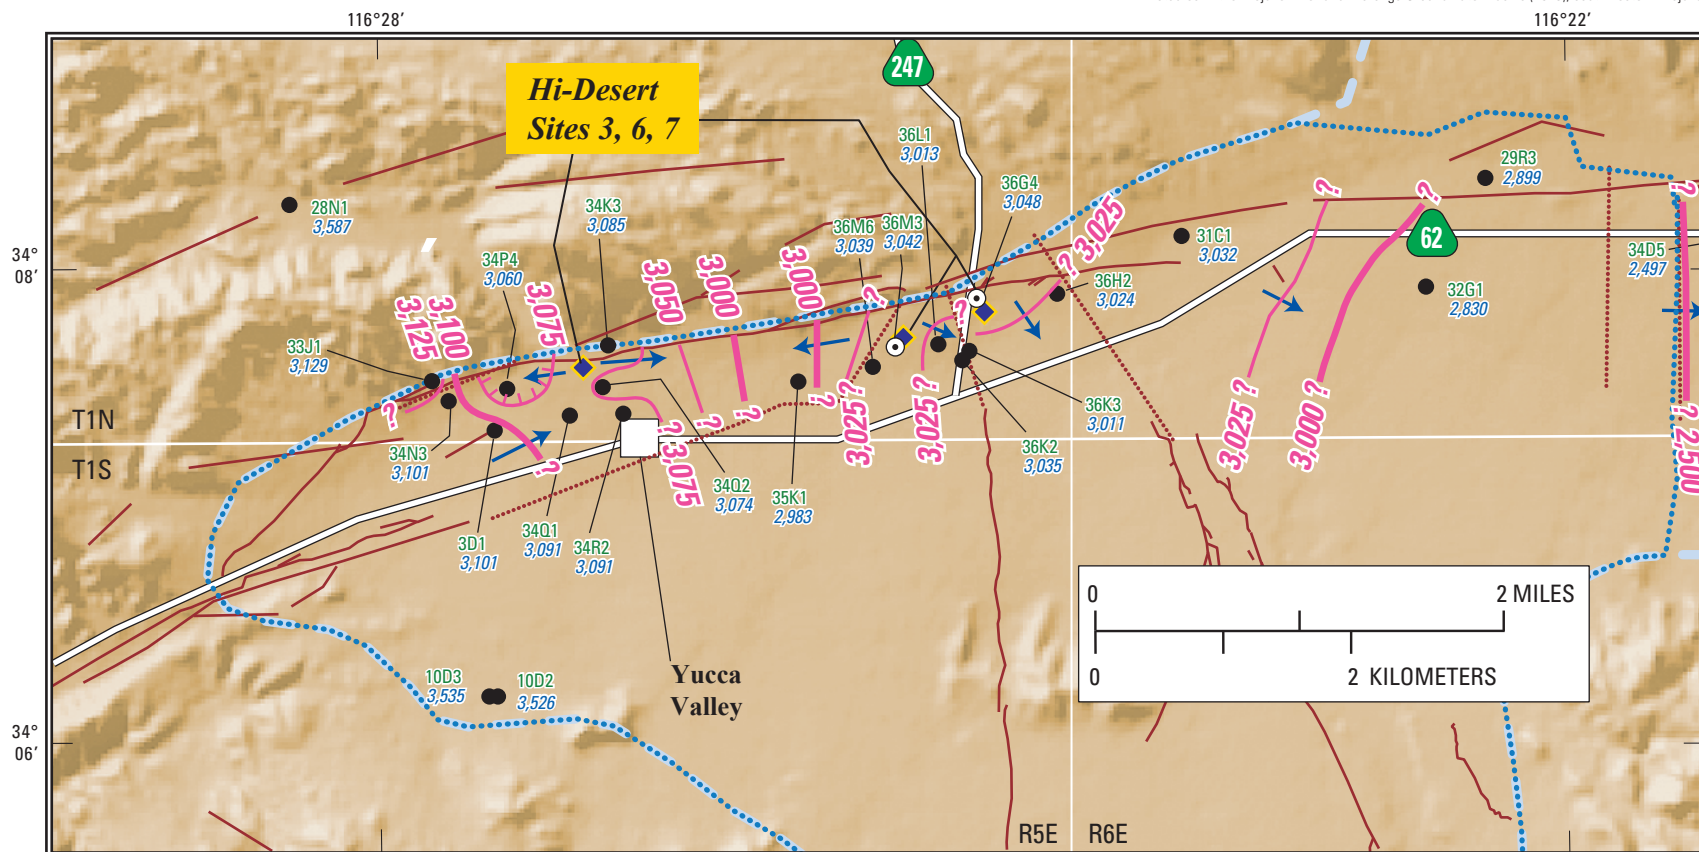 116°28′
116°22′
247
Hi-Desert
Sites 3, 6, 7
36L1
3,013
29R3
2,899
28N1
3,587
34K3
3,085
36G4
3,048
36M6
3,039
36M3
3,042
?
?
?
3,025
62
31C1
3,032
34D5
2,497
34°
08′
34P4
3,060
3,050
3,000
3,000
?
?
36H2
3,024
32G1
2,830
3,125
3,100
3,075
?
33J1
3,129
?
?
?
?
?
T1N
T1S
34N3
3,101
?
?
3,075
3,025 ?
3,025 ?
36K3
3,011
36K2
3,035
3,025 ?
3,000 ?
? 2,500
34Q2
3,074
35K1
2,983
3D1
3,101
34Q1
3,091
34R2
3,091
0
2 MILES
0
2 KILOMETERS
10D3
3,535
10D2
3,526
Yucca
Valley
34°
06′
R5E
R6E